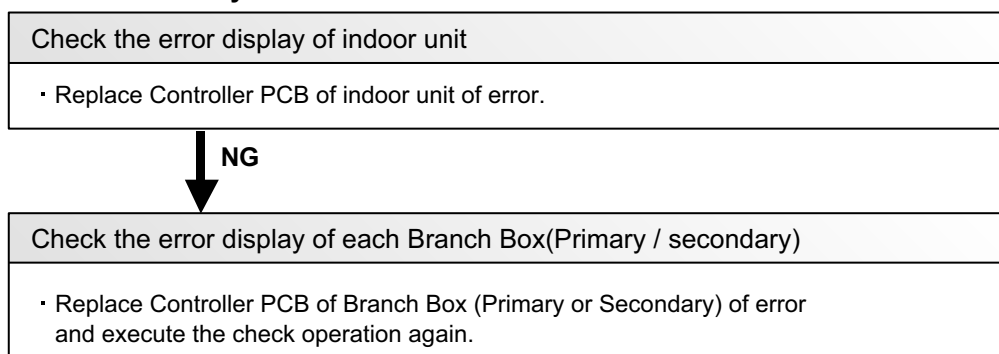 Check the error display of indoor unit
・Replace Controller PCB of indoor unit of error.
NG
Check the error display of each Branch Box(Primary / secondary)
・Replace Controller PCB of Branch Box (Primary or Secondary) of error
and execute the check operation again.